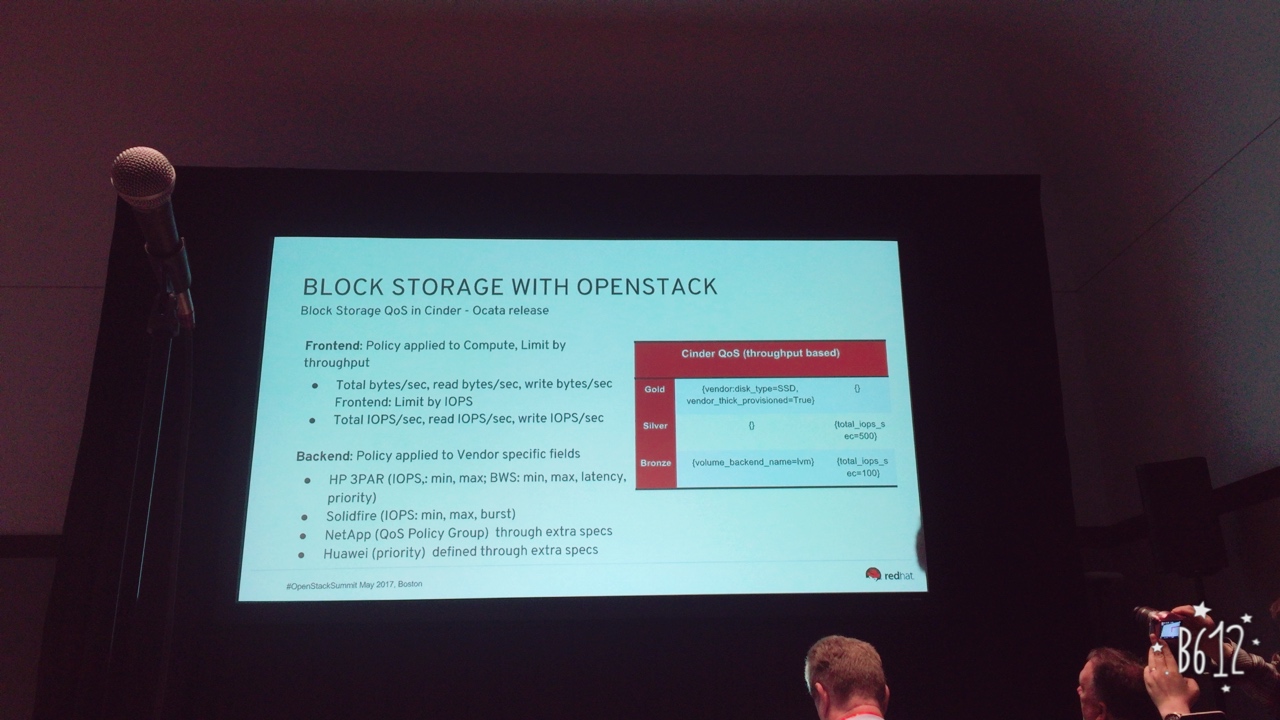 BLOCK STORAGE WITH OPENSTACK
Block Storage QoS in Cinder - Ocata release
Frontend: Policy applied to Compute, Limit by
throughput
● Total bytes/sec, read bytes/sec, write bytes/sec
Frontend: Limit by IOPS
● Total IOPS/sec, read IOPS/sec, write IOPS/sec
Backend: Policy applied to Vendor specific fields
● HP 3PAR (IOPS,: min, max; BWS: min, max, latency,
priority)
● Solidfire (IOPS: min, max, burst)
● NetApp (QoS Policy Group) through extra specs
● Huawei (priority) defined through extra specs
Cinder QoS (throughput based)
Gold {vendor:disk_type=SSD, {}
vendor_thick_provisioned=True}
Silver {} {total_iops_s
ec=500}
Bronze {volume_backend_name=lvm} {total_iops_s
ec=100}
#OpenStackSummit May 2017, Boston
redhat.
B612